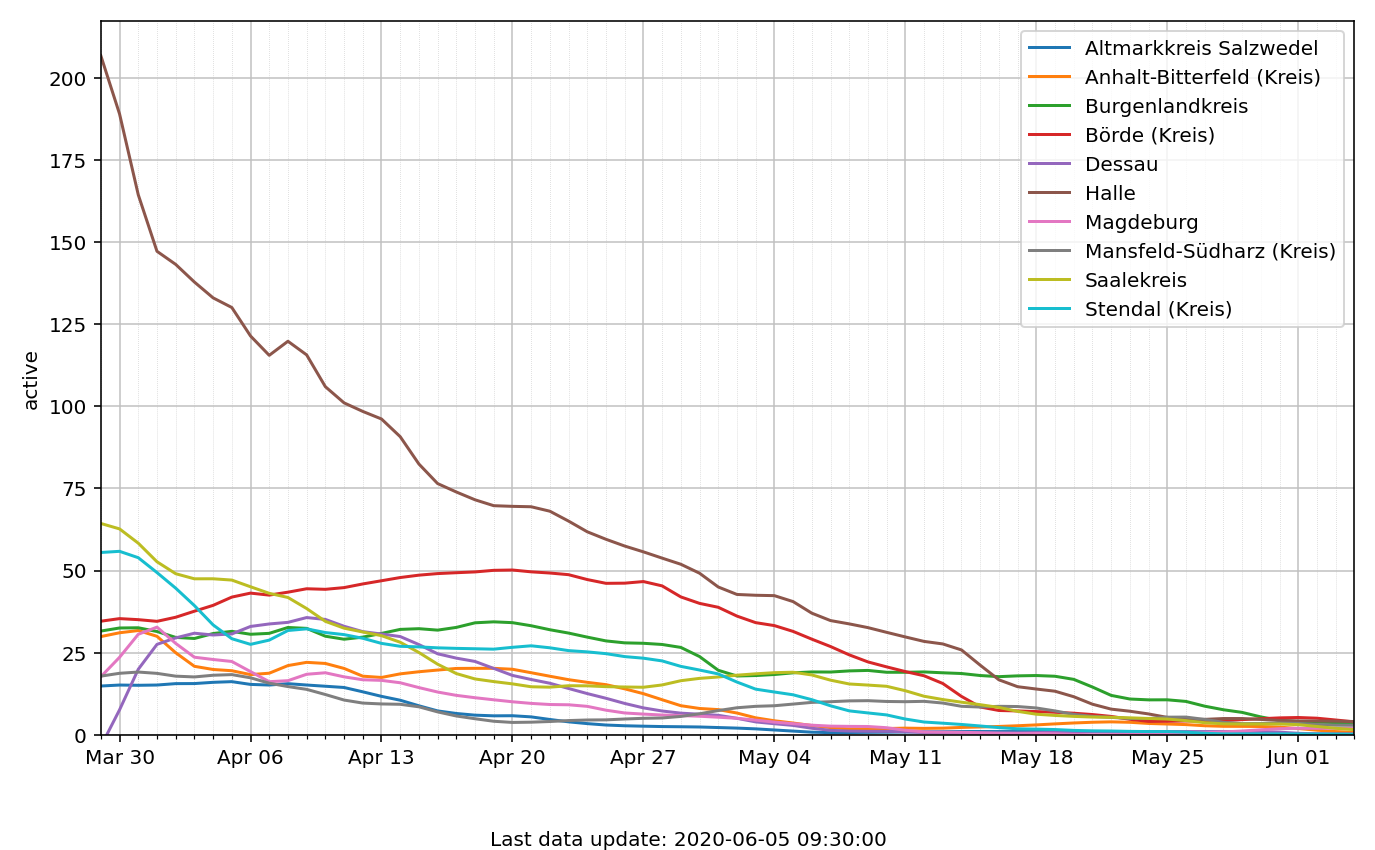 200
175
150
125
100
75
50
25
0
active
Altmarkkreis Salzwedel
Anhalt-Bitterfeld (Kreis)
Burgenlandkreis
Börde (Kreis)
Dessau
Halle
Magdeburg
Mansfeld-Südharz (Kreis)
Saalekreis
Stendal (Kreis)
Mar 30 Apr 06 Apr 13 Apr 20 Apr 27 May 04 May 11 May 18 May 25 Jun 01
Last data update: 2020-06-05 09:30:00